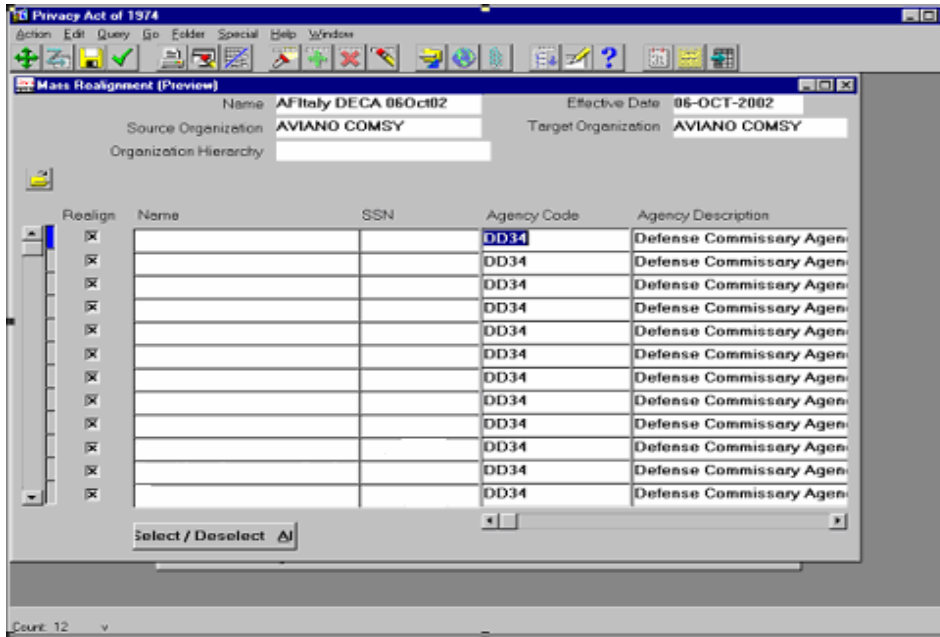 Privacy Act of 1974
Action Edit Query Go Folder Special Help Window
Mass Realignment (Preview)
Name AFItaly DECA 06Oct02 Effective Date 06-OCT-2002
Source Organization AVIANO COMSY Target Organization AVIANO COMSY
Organization Hierarchy
Realign Name SSN Agency Code Agency Description
DD34 Defense Commissary Agen
DD34 Defense Commissary Agen
DD34 Defense Commissary Agen
DD34 Defense Commissary Agen
DD34 Defense Commissary Agen
DD34 Defense Commissary Agen
DD34 Defense Commissary Agen
DD34 Defense Commissary Agen
DD34 Defense Commissary Agen
DD34 Defense Commissary Agen
DD34 Defense Commissary Agen
DD34 Defense Commissary Agen
Select / Deselect Al
Count: 12 v